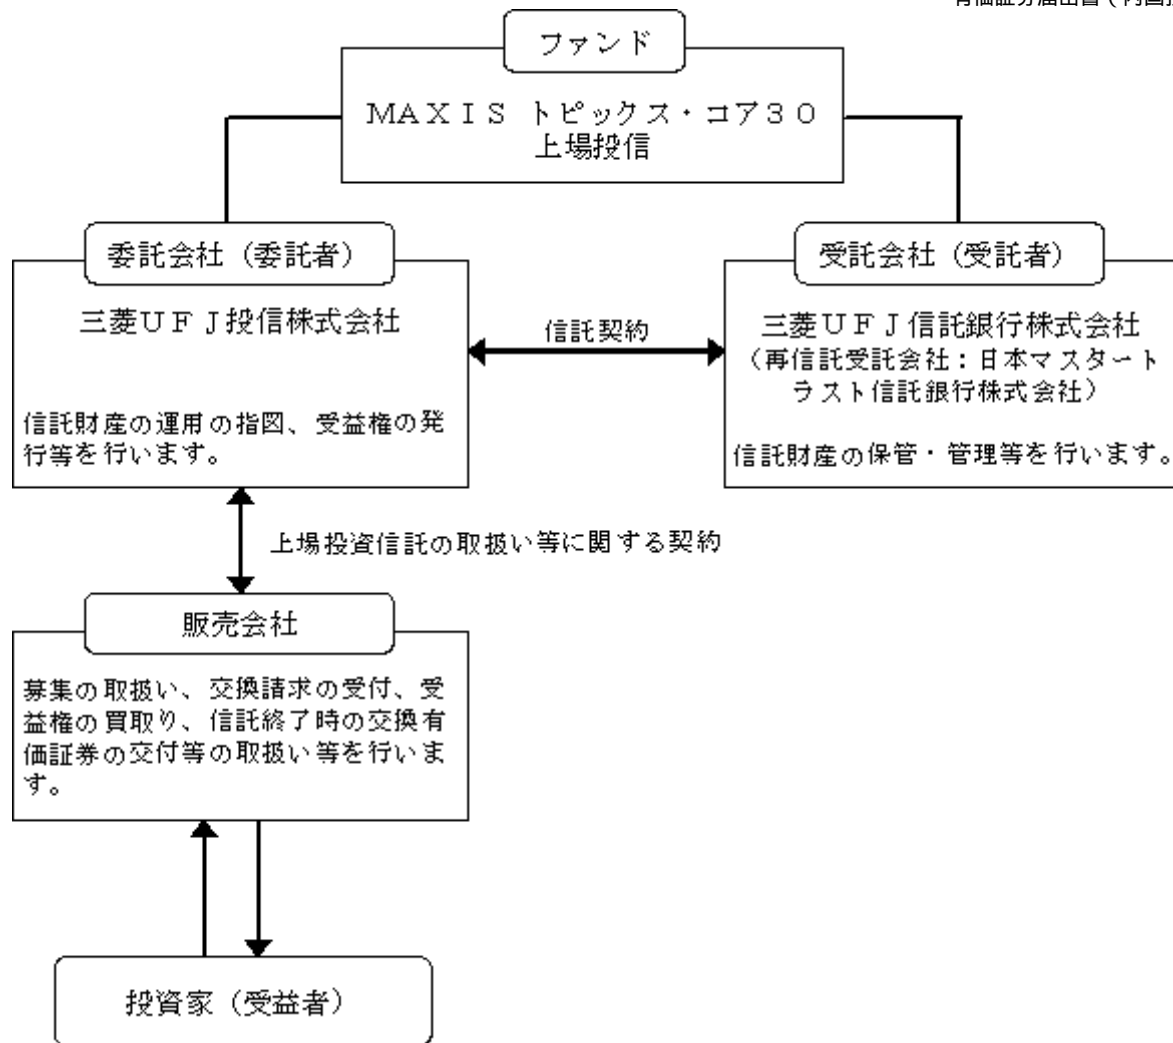 ファンド
MAXIS トピックス・コア30
上場投信
委託会社(委託者)
三菱UFJ投信株式会社
信託財産の運用の指図、受益権の発
行等を行います。
信託契約
受託会社(受託者)
三菱UFJ信託銀行株式会社
(再信託受託会社:日本マスタート
ラスト信託銀行株式会社)
信託財産の保管・管理等を行います。
上場投資信託の取扱い等に関する契約
販売会社
募集の取扱い、交換請求の受付、受
益権の買取り、信託終了時の交換有
価証券の交付等の取扱い等を行いま
す。
投資家(受益者)